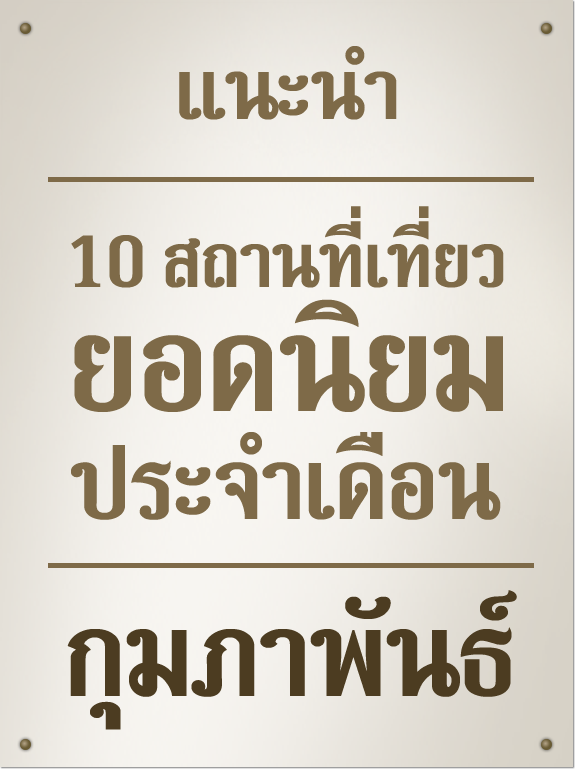 แนะนำ
10 สถานที่เที่ยว
ยอดนิยม
ประจำเดือน
กุมภาพันธ์